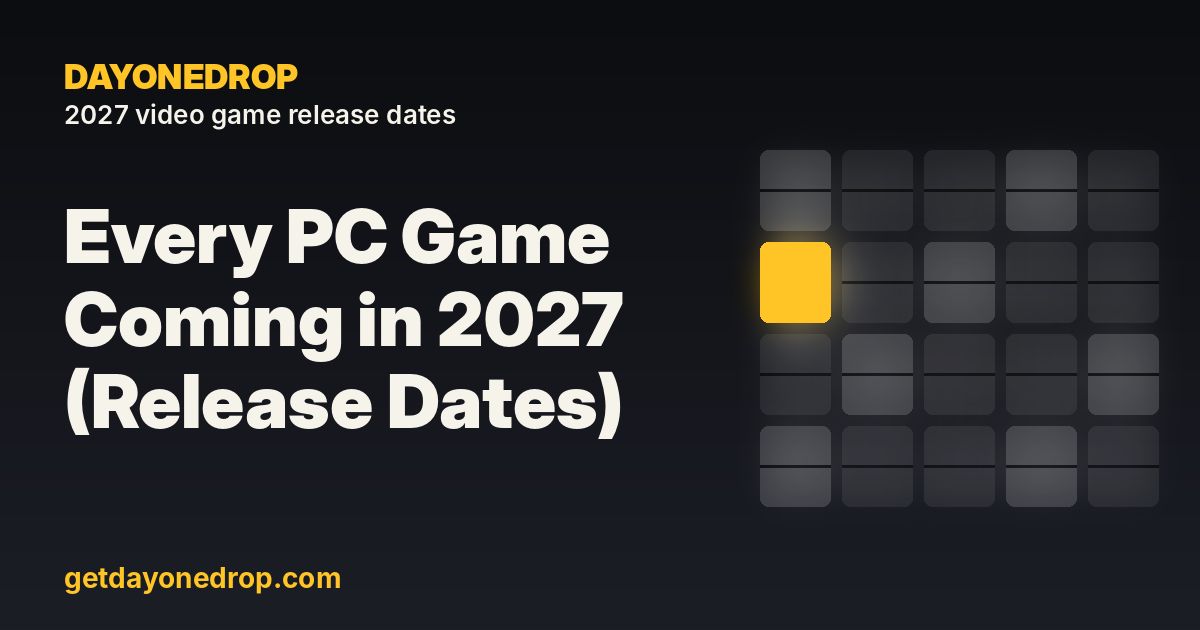 DAYONEDROP
2027 video game release dates
Every PC Game
Coming in 2027
(Release Dates)
getdayonedrop.com